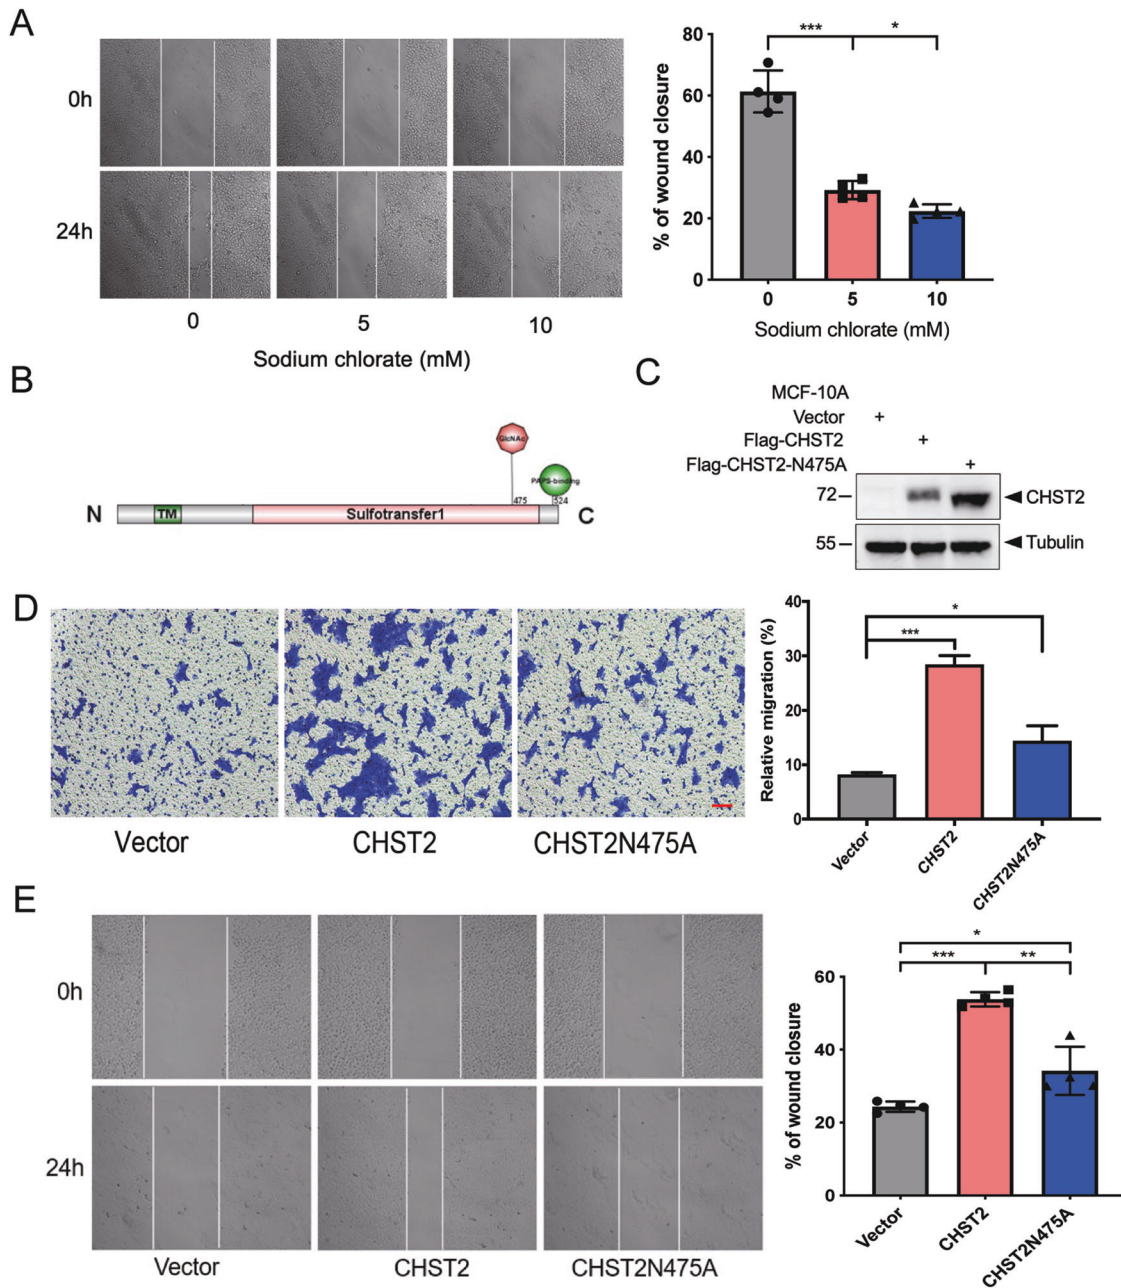 A
0h
24h
0
5
10
Sodium chlorate (mM)
% of wound closure
80
60
40
20
0
***
*
0
5
10
Sodium chlorate (mM)
B
GlcNAc
PAPS-binding
475
524
N
TM
Sulfotransfer1
C
C
MCF-10A
Vector
+
Flag-CHST2
+
Flag-CHST2-N475A
+
72
CHST2
55
Tubulin
D
Vector
CHST2
CHST2N475A
Relative migration (%)
40
30
20
10
0
*
***
Vector
CHST2
CHST2N475A
E
0h
24h
Vector
CHST2
CHST2N475A
% of wound closure
60
40
20
0
*
***
**
Vector
CHST2
CHST2N475A